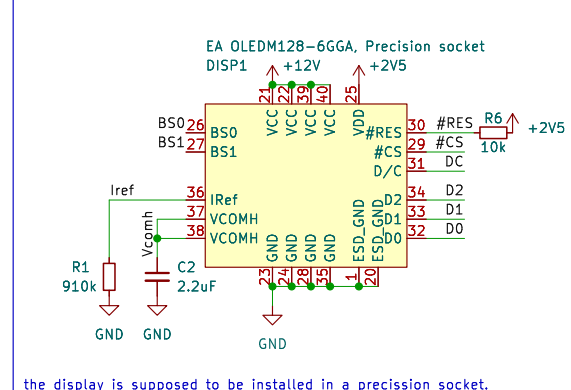 EA OLEDM128-6GGA, Precision socket
DISP1
+12V
+2V5
21
22
39
40
25
VCC
VCC
VCC
VCC
VDD
BS0
26
BS0
BS1
27
BS1
#RES
30
#RES
R6
10k
+2V5
#CS
29
#CS
D/C
31
DC
Iref
36
IRef
37
VCOMH
38
VCOMH
Vcomh
D2
34
D2
D1
33
D1
D0
32
D0
GND
GND
GND
GND
ESD_GND
ESD_GND
23
24
28
35
1
20
R1
910k
C2
2.2uF
GND
GND
GND
the display is supposed to be installed in a precission socket.